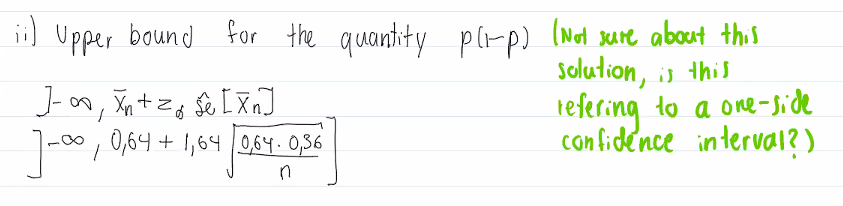 ii) Upper bound for the quantity p(1-p) (Not sure about this
solution, is this
refering to a one-side
confidence interval?)
]-∞, X̄n + zα ŝe [X̄n]
]-∞, 0,64 + 1,64 √(0,64 · 0,36 / n)]